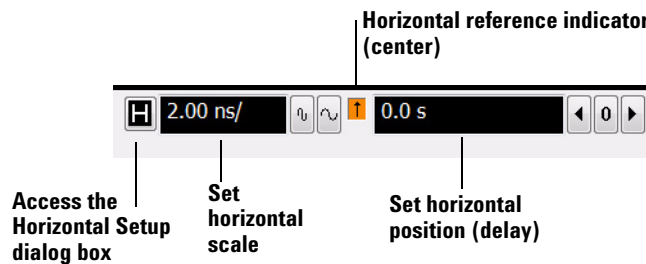 Horizontal reference indicator
(center)
H 2.00 ns/ 0.0 s 0
Access the
Horizontal Setup
dialog box
Set
horizontal
scale
Set horizontal
position (delay)